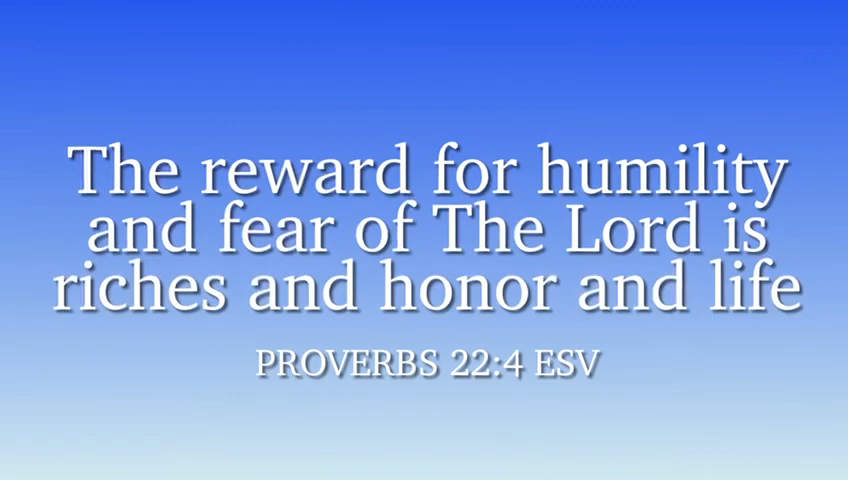 The reward for humility
and fear of The Lord is
riches and honor and life
PROVERBS 22:4 ESV